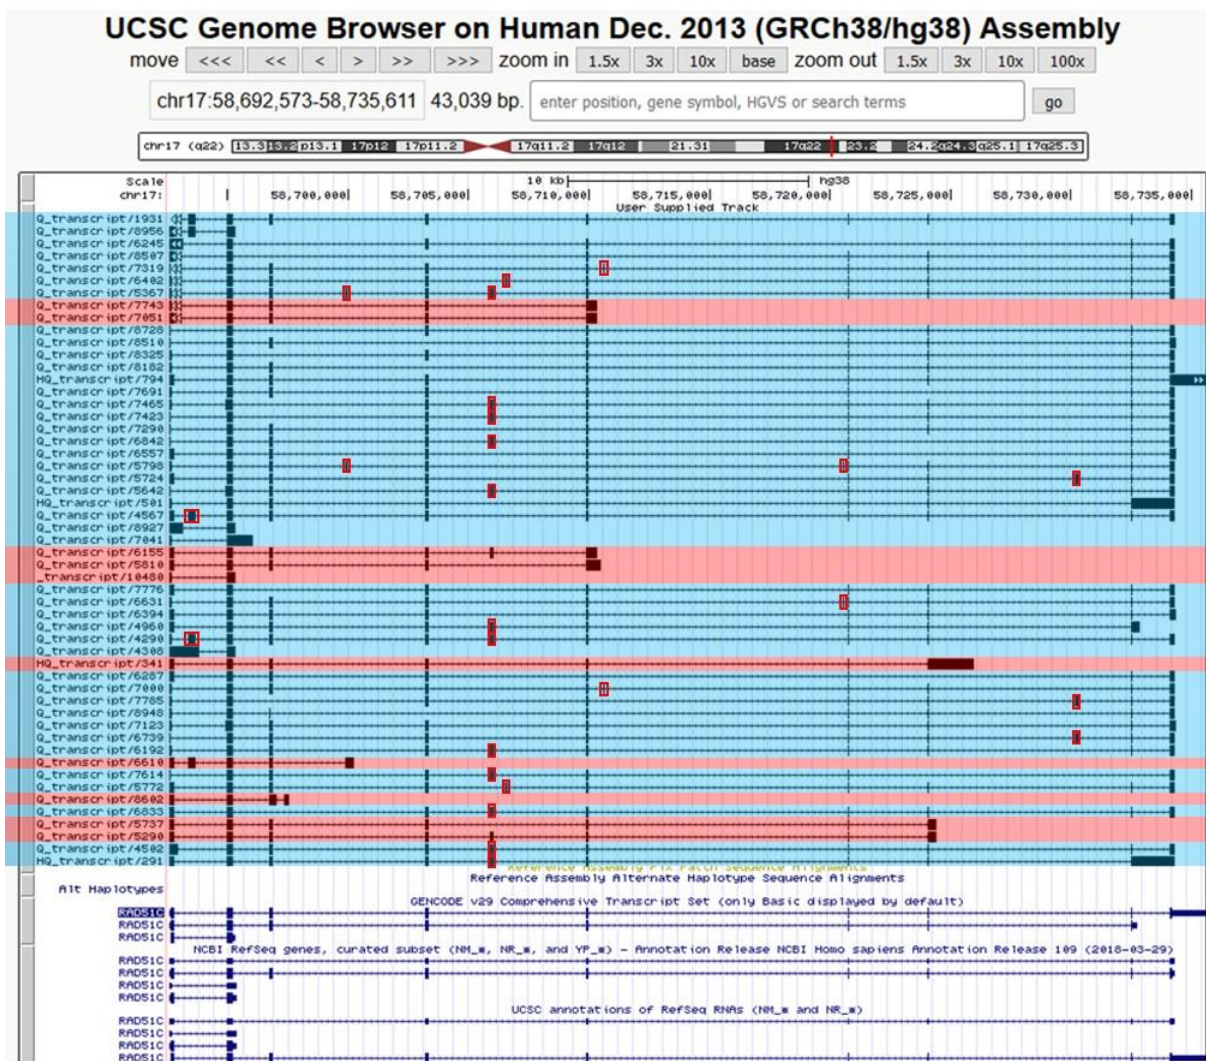 UCSC Genome Browser on Human Dec. 2013 (GRCh38/hg38) Assembly
move <<< << < > >> >>> zoom in 1.5x 3x 10x base zoom out 1.5x 3x 10x 100x
chr17:58,692,573-58,735,611 43,039 bp. enter position, gene symbol, HGVS or search terms go
chr17 (q22) 13.3 13.2 p13.1 17p12 17p11.2 17q11.2 17q12 21.31 17q22 23.2 24.2 q24.3 q25.1 17q25.3
Scale 10 kb hg38
chr17: 58,700,000 58,705,000 58,710,000 58,715,000 58,720,000 58,725,000 58,730,000 58,735,000
User Supplied Track
Q_transcript/1931
Q_transcript/8956
Q_transcript/6245
Q_transcript/8507
Q_transcript/7319
Q_transcript/6402
Q_transcript/5367
Q_transcript/7743
Q_transcript/7051
Q_transcript/8728
Q_transcript/8510
Q_transcript/8325
Q_transcript/8182
HQ_transcript/794
Q_transcript/7691
Q_transcript/7465
Q_transcript/7423
Q_transcript/7290
Q_transcript/6842
Q_transcript/6557
Q_transcript/5798
Q_transcript/5724
Q_transcript/5642
HQ_transcript/501
Q_transcript/4567
Q_transcript/8927
Q_transcript/7041
Q_transcript/6155
Q_transcript/5810
_transcript/10480
Q_transcript/7776
Q_transcript/6631
Q_transcript/6394
Q_transcript/4960
Q_transcript/4290
Q_transcript/4308
HQ_transcript/341
Q_transcript/6287
Q_transcript/7000
Q_transcript/7785
Q_transcript/8948
Q_transcript/7123
Q_transcript/6739
Q_transcript/6192
Q_transcript/6610
Q_transcript/7614
Q_transcript/5772
Q_transcript/8602
Q_transcript/6833
Q_transcript/5737
Q_transcript/5290
Q_transcript/4502
HQ_transcript/291
Reference Assembly Fix Patch Sequence Alignments
Reference Assembly Alternate Haplotype Sequence Alignments
Alt Haplotypes
GENCODE v29 Comprehensive Transcript Set (only Basic displayed by default)
RAD51C
RAD51C
RAD51C
NCBI RefSeq genes, curated subset (NM_*, NR_*, and YP_*) - Annotation Release NCBI Homo sapiens Annotation Release 109 (2018-03-29)
RAD51C
RAD51C
RAD51C
RAD51C
UCSC annotations of RefSeq RNAs (NM_* and NR_*)
RAD51C
RAD51C
RAD51C
RAD51C